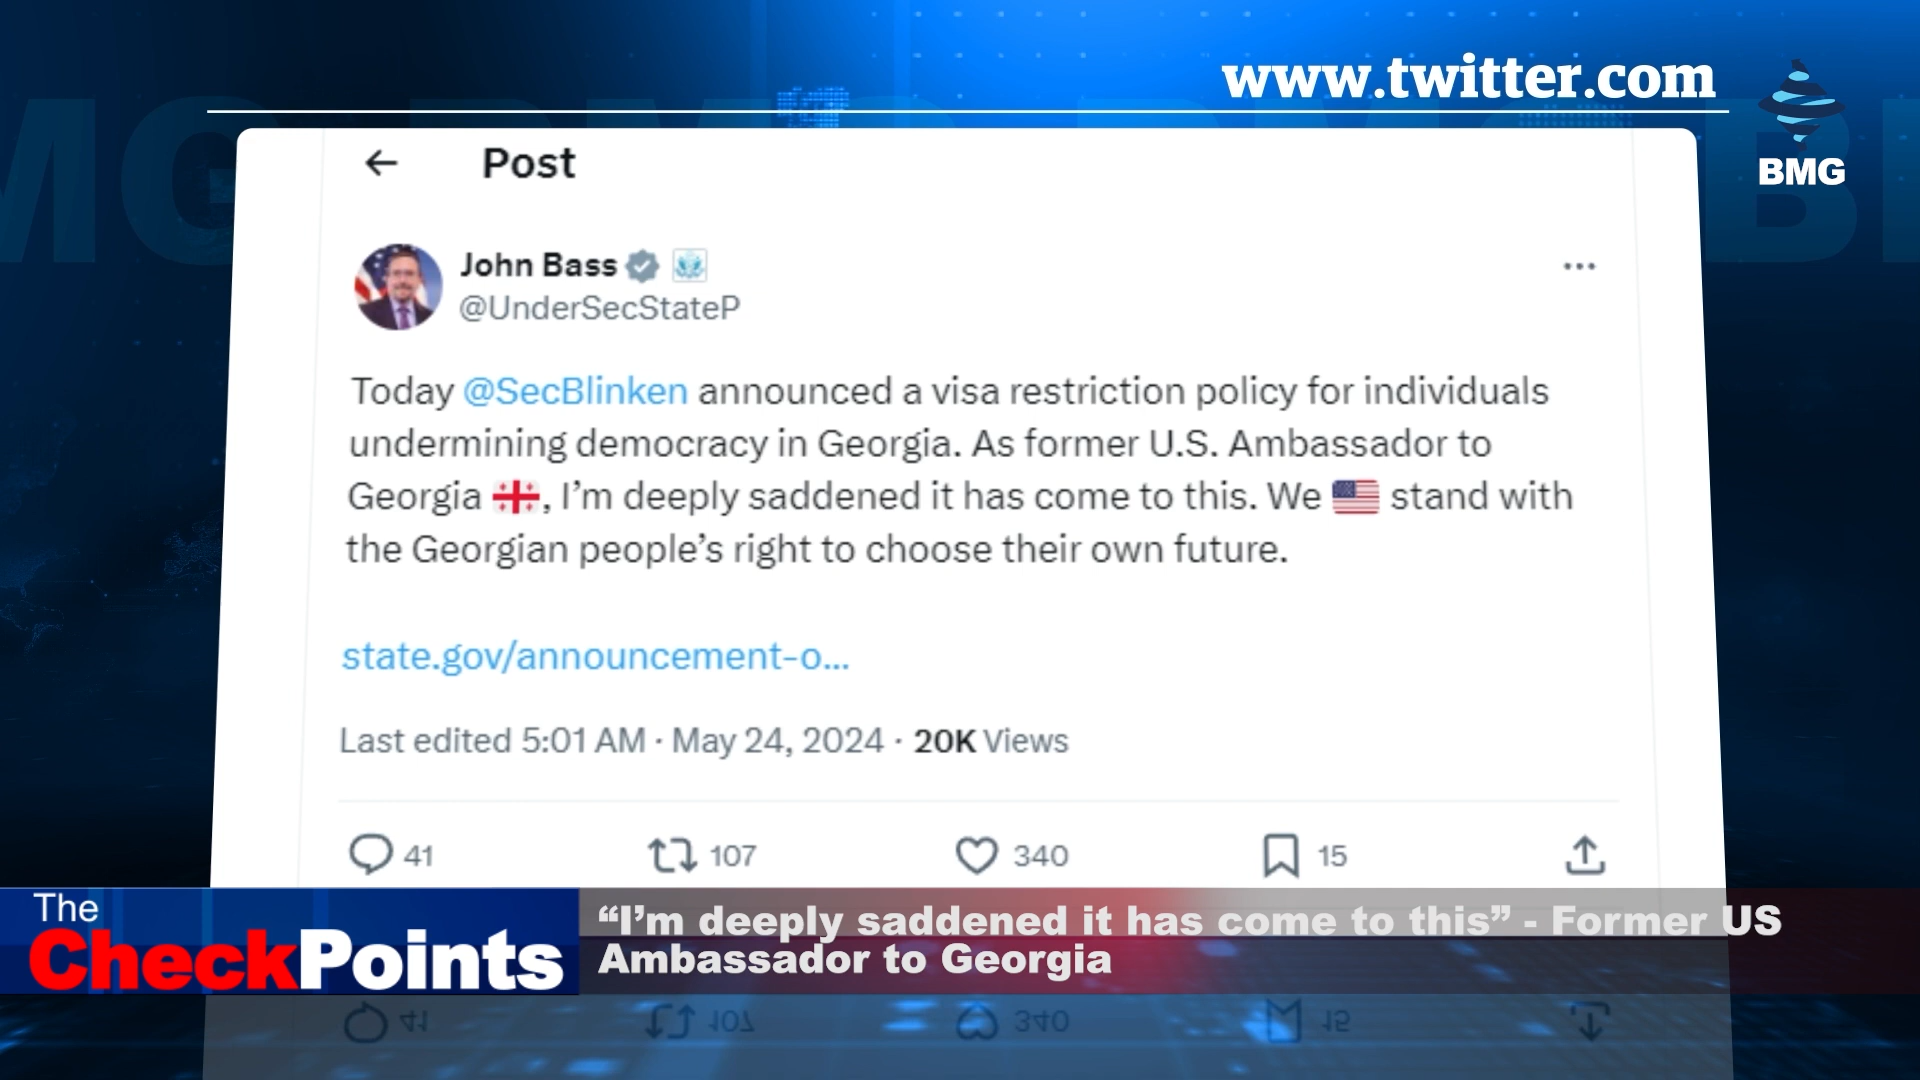 www.twitter.com
BMG
Post
John Bass
@UnderSecStateP
Today @SecBlinken announced a visa restriction policy for individuals
undermining democracy in Georgia. As former U.S. Ambassador to
Georgia 🇬🇪, I’m deeply saddened it has come to this. We 🇺🇸 stand with
the Georgian people’s right to choose their own future.
state.gov/announcement-o...
Last edited 5:01 AM · May 24, 2024 · 20K Views
41 107 340 15
The
CheckPoints
“I’m deeply saddened it has come to this” - Former US
Ambassador to Georgia